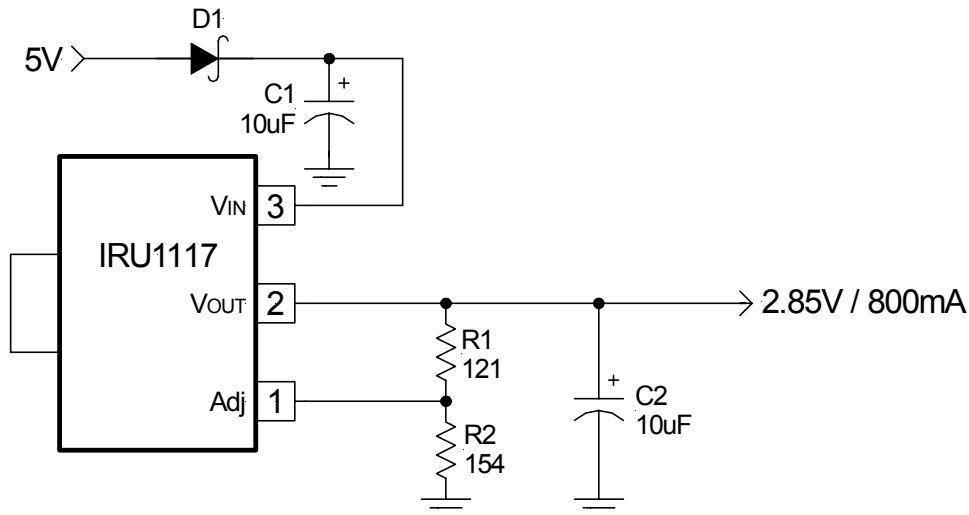 D1
5V
C1
10uF
VIN 3
IRU1117
VOUT 2
2.85V / 800mA
R1
121
Adj 1
C2
10uF
R2
154